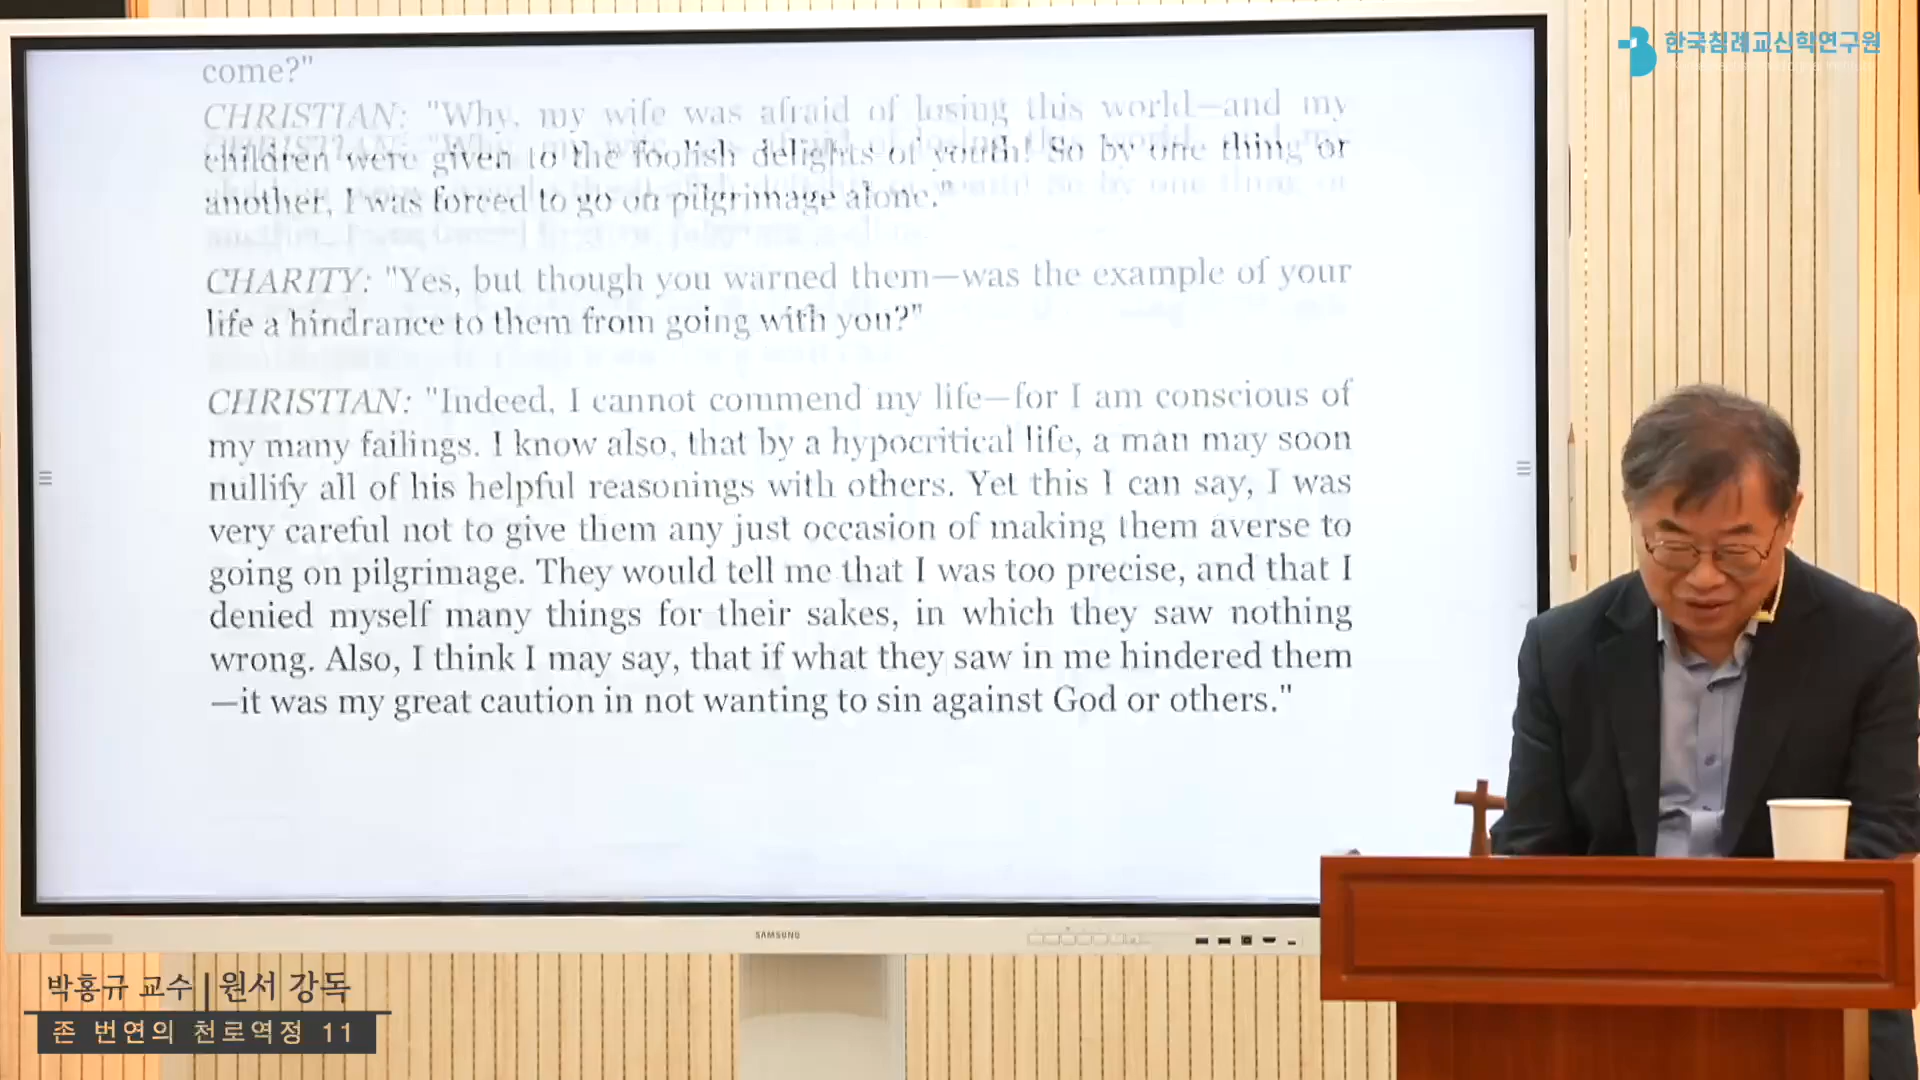 한국침례교신학연구원
come?"
CHRISTIAN: "Why, my wife was afraid of losing this world—and my
children were given to the foolish delights of youth! So by one thing or
another, I was forced to go on pilgrimage alone."
CHARITY: "Yes, but though you warned them—was the example of your
life a hindrance to them from going with you?"
CHRISTIAN: "Indeed, I cannot commend my life—for I am conscious of
my many failings. I know also, that by a hypocritical life, a man may soon
nullify all of his helpful reasonings with others. Yet this I can say, I was
very careful not to give them any just occasion of making them averse to
going on pilgrimage. They would tell me that I was too precise, and that I
denied myself many things for their sakes, in which they saw nothing
wrong. Also, I think I may say, that if what they saw in me hindered them
—it was my great caution in not wanting to sin against God or others."
SAMSUNG
박홍규 교수 | 원서 강독
존 번연의 천로역정 11